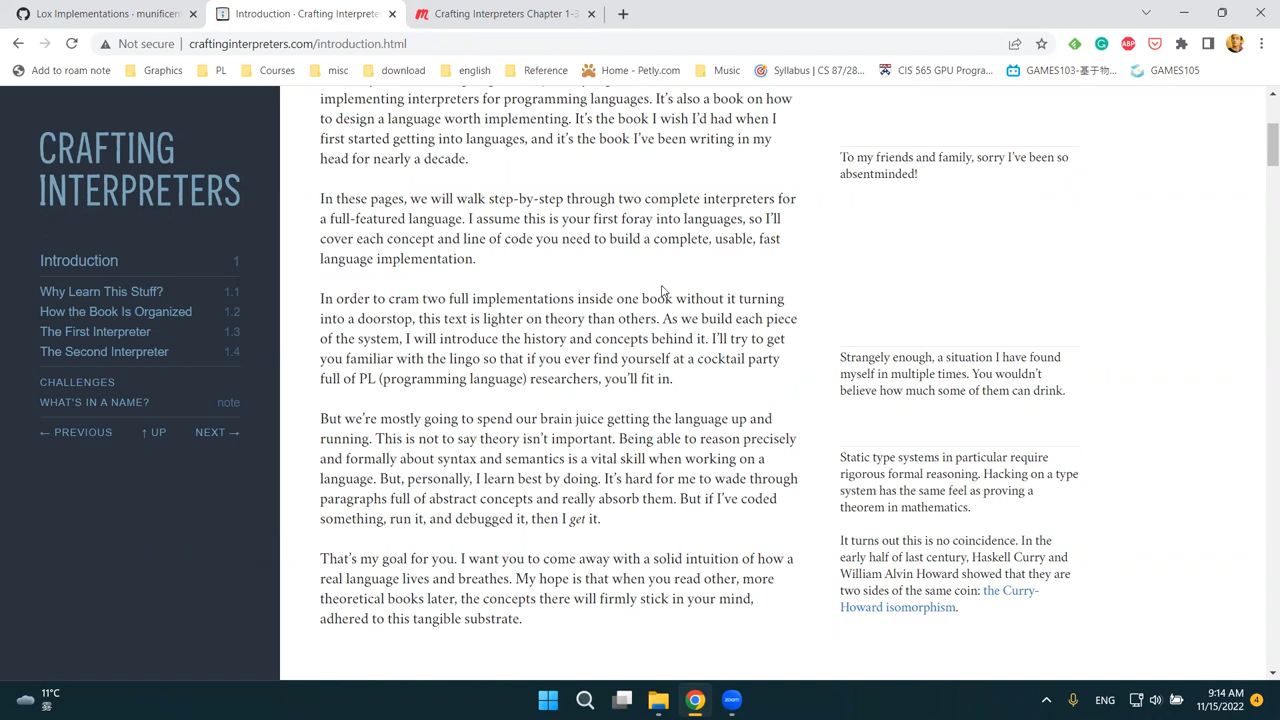 Lox Implementations · munificen
Introduction · Crafting Interprete
Crafting Interpreters Chapter 1-3
Not secure
craftinginterpreters.com/introduction.html
Add to roam note
Graphics
PL
Courses
misc
download
english
Reference
Home - Petly.com
Music
Syllabus | CS 87/28...
CIS 565 GPU Progra...
GAMES103-基于物...
GAMES105
CRAFTING
INTERPRETERS
Introduction 1
Why Learn This Stuff? 1.1
How the Book Is Organized 1.2
The First Interpreter 1.3
The Second Interpreter 1.4
CHALLENGES
WHAT'S IN A NAME? note
← PREVIOUS ↑ UP NEXT →
implementing interpreters for programming languages. It’s also a book on how
to design a language worth implementing. It’s the book I wish I’d had when I
first started getting into languages, and it’s the book I’ve been writing in my
head for nearly a decade.
To my friends and family, sorry I’ve been so
absentminded!
In these pages, we will walk step-by-step through two complete interpreters for
a full-featured language. I assume this is your first foray into languages, so I’ll
cover each concept and line of code you need to build a complete, usable, fast
language implementation.
In order to cram two full implementations inside one book without it turning
into a doorstop, this text is lighter on theory than others. As we build each piece
of the system, I will introduce the history and concepts behind it. I’ll try to get
you familiar with the lingo so that if you ever find yourself at a cocktail party
full of PL (programming language) researchers, you’ll fit in.
Strangely enough, a situation I have found
myself in multiple times. You wouldn’t
believe how much some of them can drink.
But we’re mostly going to spend our brain juice getting the language up and
running. This is not to say theory isn’t important. Being able to reason precisely
and formally about syntax and semantics is a vital skill when working on a
language. But, personally, I learn best by doing. It’s hard for me to wade through
paragraphs full of abstract concepts and really absorb them. But if I’ve coded
something, run it, and debugged it, then I get it.
Static type systems in particular require
rigorous formal reasoning. Hacking on a type
system has the same feel as proving a
theorem in mathematics.
It turns out this is no coincidence. In the
early half of last century, Haskell Curry and
William Alvin Howard showed that they are
two sides of the same coin: the Curry-
Howard isomorphism.
That’s my goal for you. I want you to come away with a solid intuition of how a
real language lives and breathes. My hope is that when you read other, more
theoretical books later, the concepts there will firmly stick in your mind,
adhered to this tangible substrate.
11°C
雾
ENG
9:14 AM
11/15/2022
4